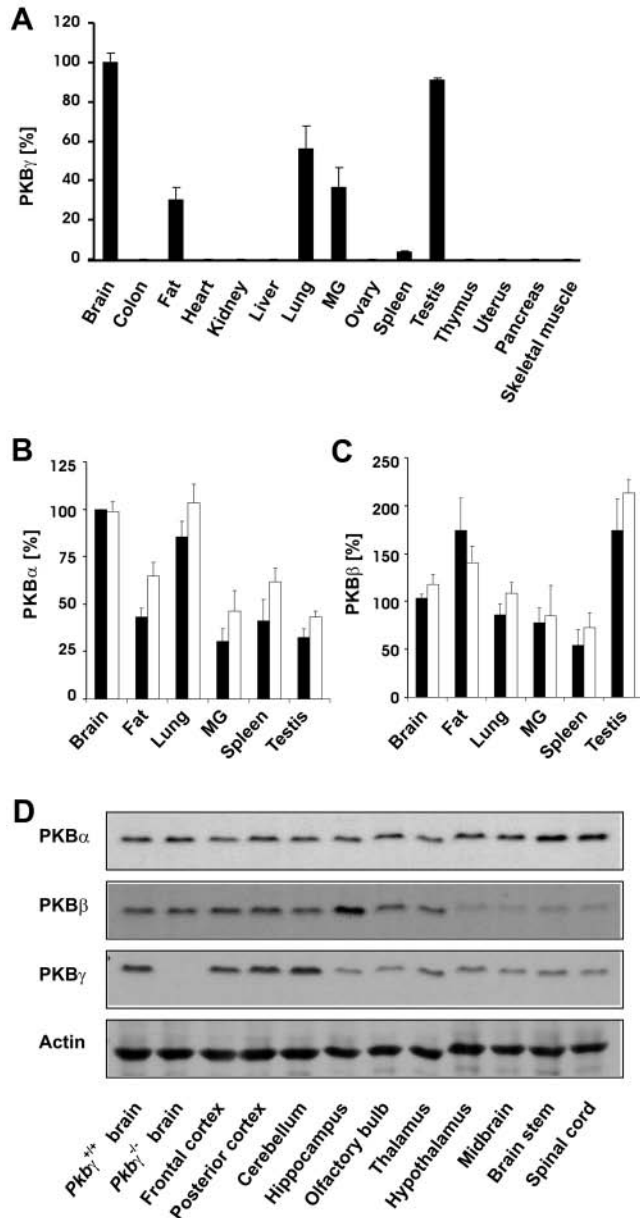 A
PKBγ [%]
120
100
80
60
40
20
0
Brain
Colon
Fat
Heart
Kidney
Liver
Lung
MG
Ovary
Spleen
Testis
Thymus
Uterus
Pancreas
Skeletal muscle
B
PKBα [%]
125
100
75
50
25
0
Brain
Fat
Lung
MG
Spleen
Testis
C
PKBβ [%]
250
200
150
100
50
0
Brain
Fat
Lung
MG
Spleen
Testis
D
PKBα
PKBβ
PKBγ
Actin
Pkbγ+/+ brain
Pkbγ-/- brain
Frontal cortex
Posterior cortex
Cerebellum
Hippocampus
Olfactory bulb
Thalamus
Hypothalamus
Midbrain
Brain stem
Spinal cord